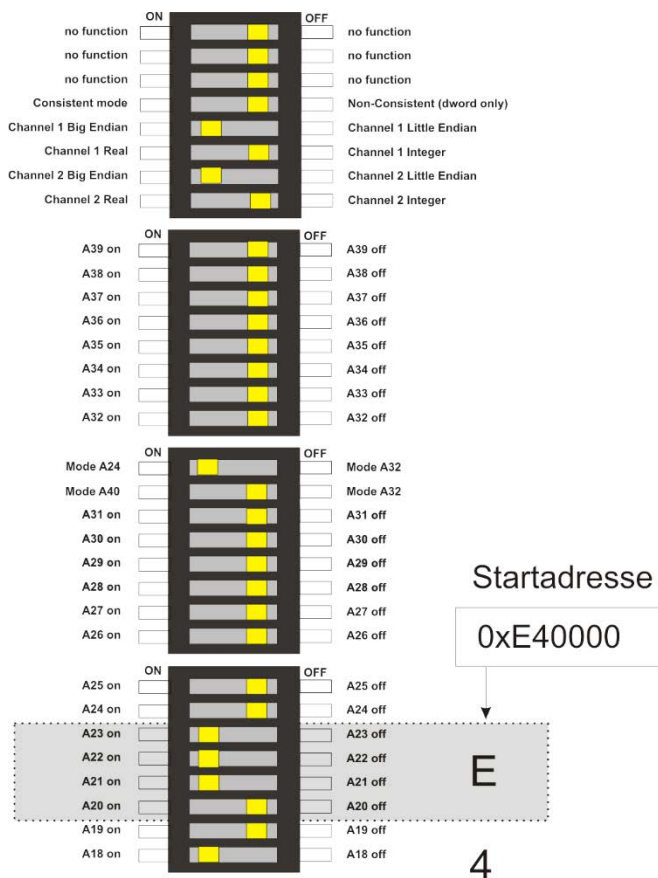 ON OFF
no function no function
no function no function
no function no function
Consistent mode Non-Consistent (dword only)
Channel 1 Big Endian Channel 1 Little Endian
Channel 1 Real Channel 1 Integer
Channel 2 Big Endian Channel 2 Little Endian
Channel 2 Real Channel 2 Integer
ON OFF
A39 on A39 off
A38 on A38 off
A37 on A37 off
A36 on A36 off
A35 on A35 off
A34 on A34 off
A33 on A33 off
A32 on A32 off
ON OFF
Mode A24 Mode A32
Mode A40 Mode A32
A31 on A31 off
A30 on A30 off
A29 on A29 off
A28 on A28 off
A27 on A27 off
A26 on A26 off
Startadresse
0xE40000
ON OFF
A25 on A25 off
A24 on A24 off
A23 on A23 off
A22 on A22 off
A21 on A21 off
A20 on A20 off
E
A19 on A19 off
A18 on A18 off
4